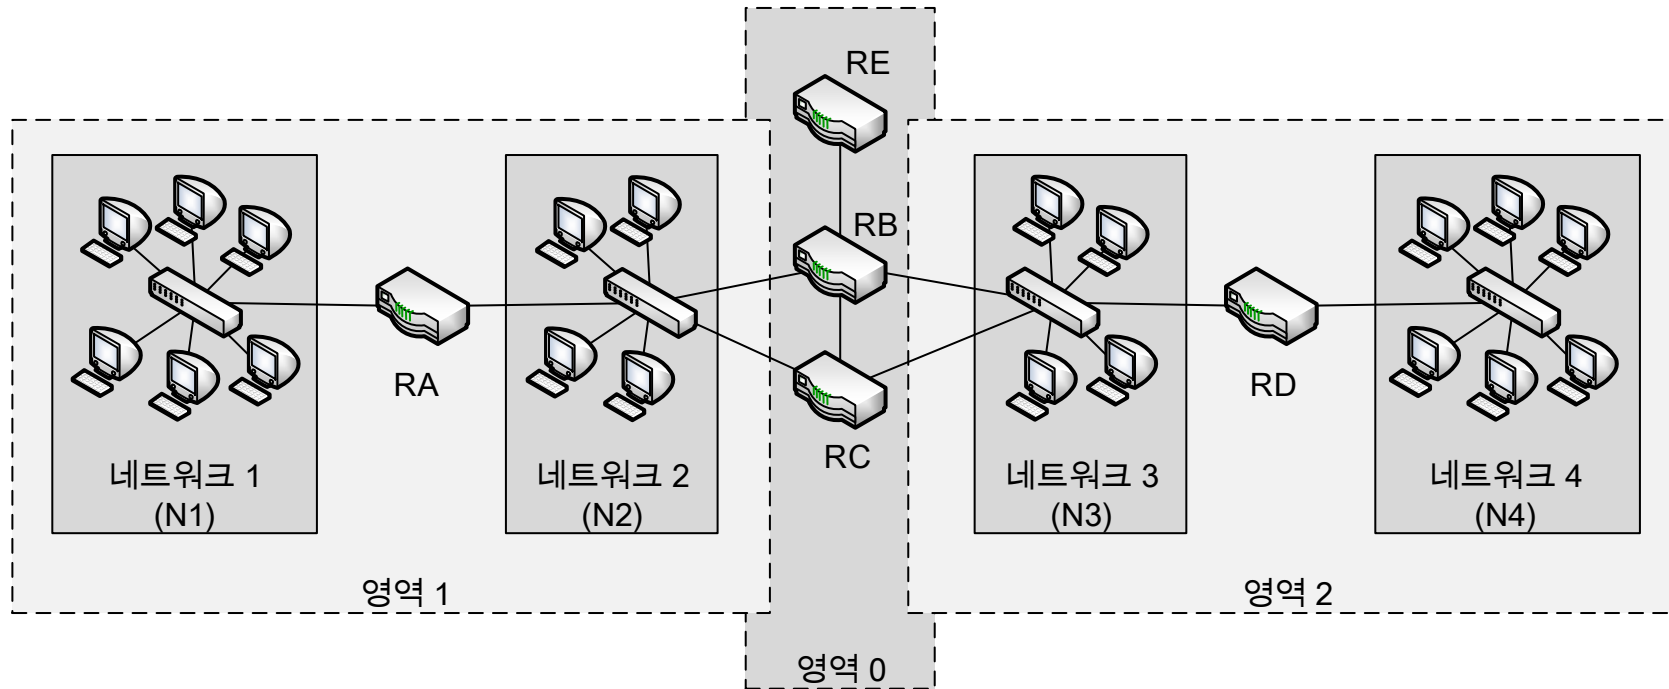 RE
RB
RA
RC
RD
네트워크 1
(N1)
네트워크 2
(N2)
네트워크 3
(N3)
네트워크 4
(N4)
영역 1
영역 2
영역 0